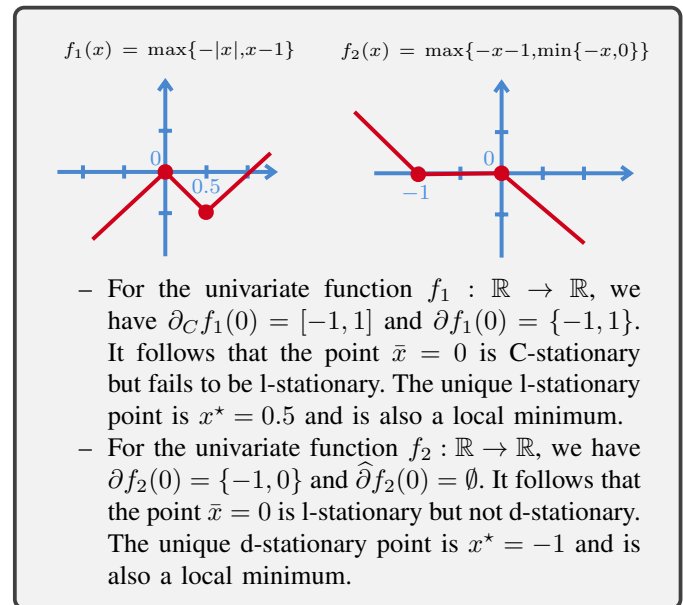 f₁(x) = max{−|x|,x−1}
f₂(x) = max{−x−1,min{−x,0}}
0
0.5
0
−1
– For the univariate function f₁ : ℝ → ℝ, we
have ∂_C f₁(0) = [−1, 1] and ∂f₁(0) = {−1, 1}.
It follows that the point x̄ = 0 is C-stationary
but fails to be l-stationary. The unique l-stationary
point is x⋆ = 0.5 and is also a local minimum.
– For the univariate function f₂ : ℝ → ℝ, we have
∂f₂(0) = {−1, 0} and ∂̂f₂(0) = ∅. It follows that
the point x̄ = 0 is l-stationary but not d-stationary.
The unique d-stationary point is x⋆ = −1 and is
also a local minimum.